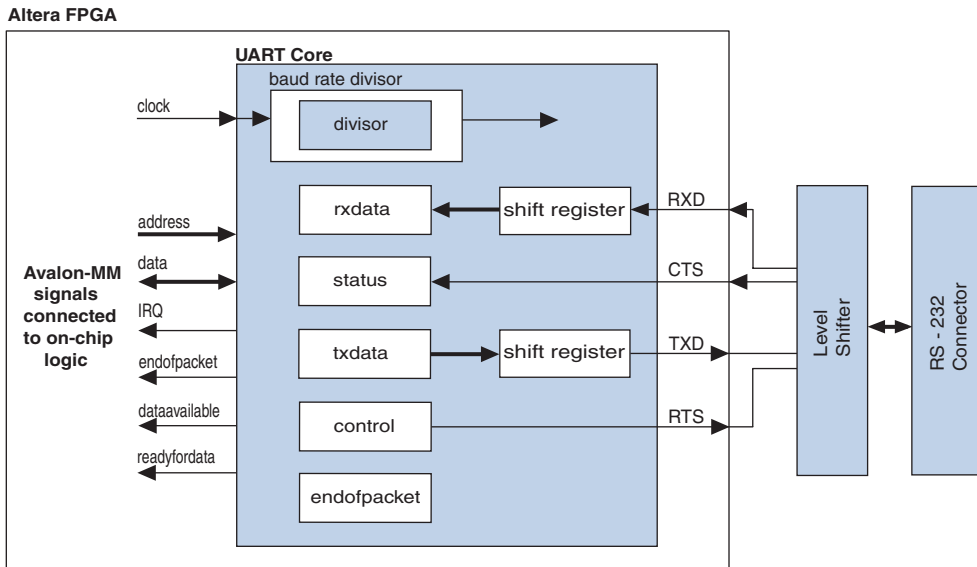 Altera FPGA
UART Core
baud rate divisor
clock
divisor
rxdata
shift register
RXD
address
data
status
CTS
Avalon-MM
signals
connected
to on-chip
logic
IRQ
txdata
shift register
TXD
endofpacket
dataavailable
control
RTS
readyfordata
endofpacket
Level
Shifter
RS - 232
Connector